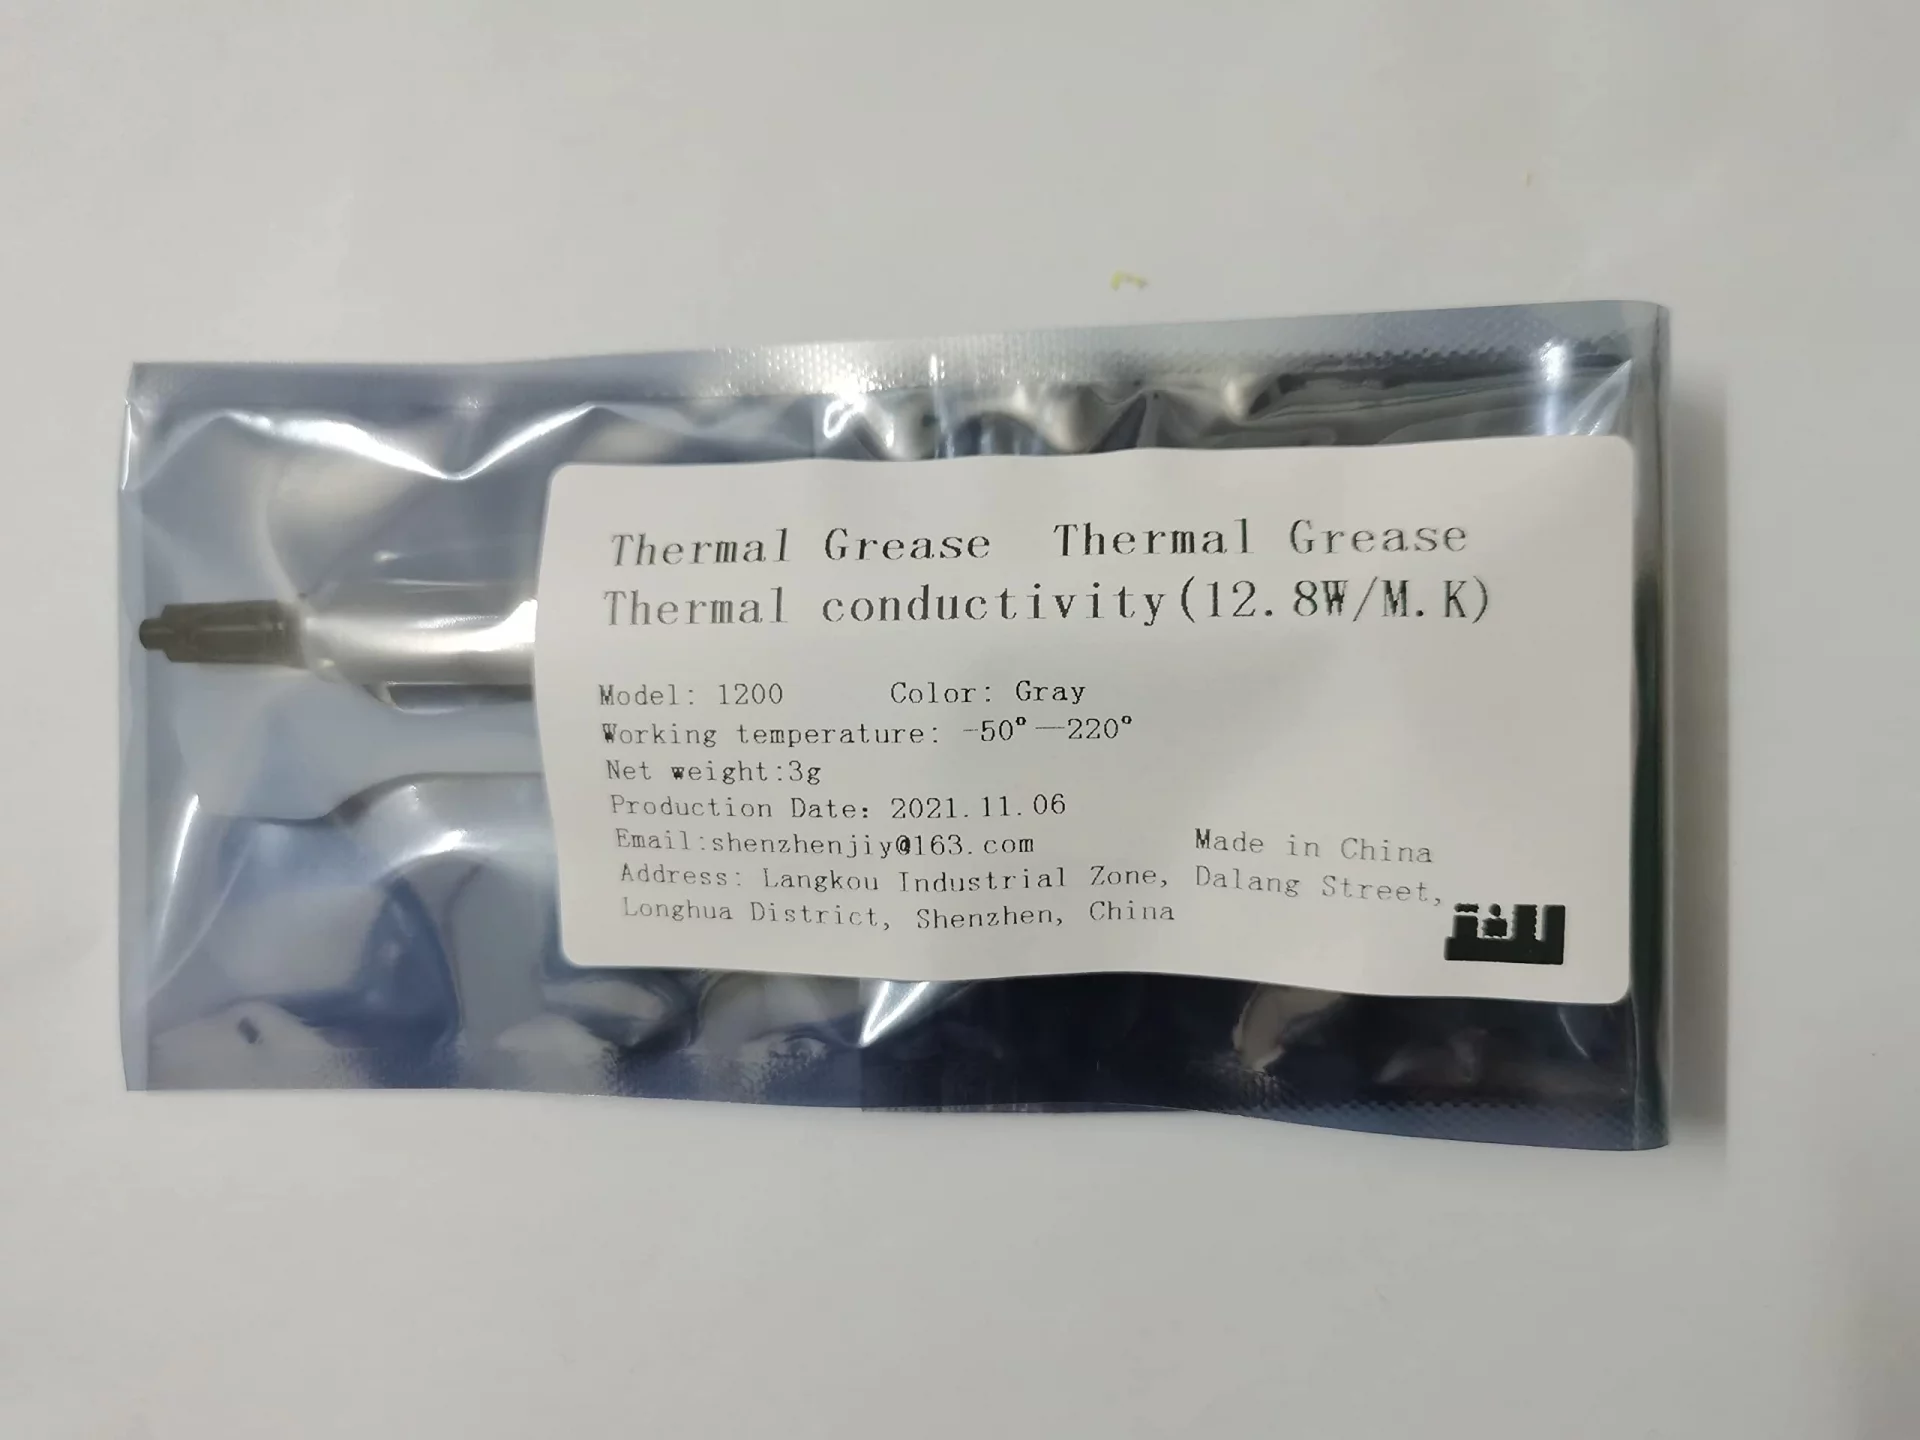 Thermal Grease Thermal Grease
Thermal conductivity(12.8W/M.K)
Model: 1200 Color: Gray
Working temperature: -50°—220°
Net weight:3g
Production Date: 2021.11.06
Email:shenzhenjiy@163.com Made in China
Address: Langkou Industrial Zone, Dalang Street,
Longhua District, Shenzhen, China